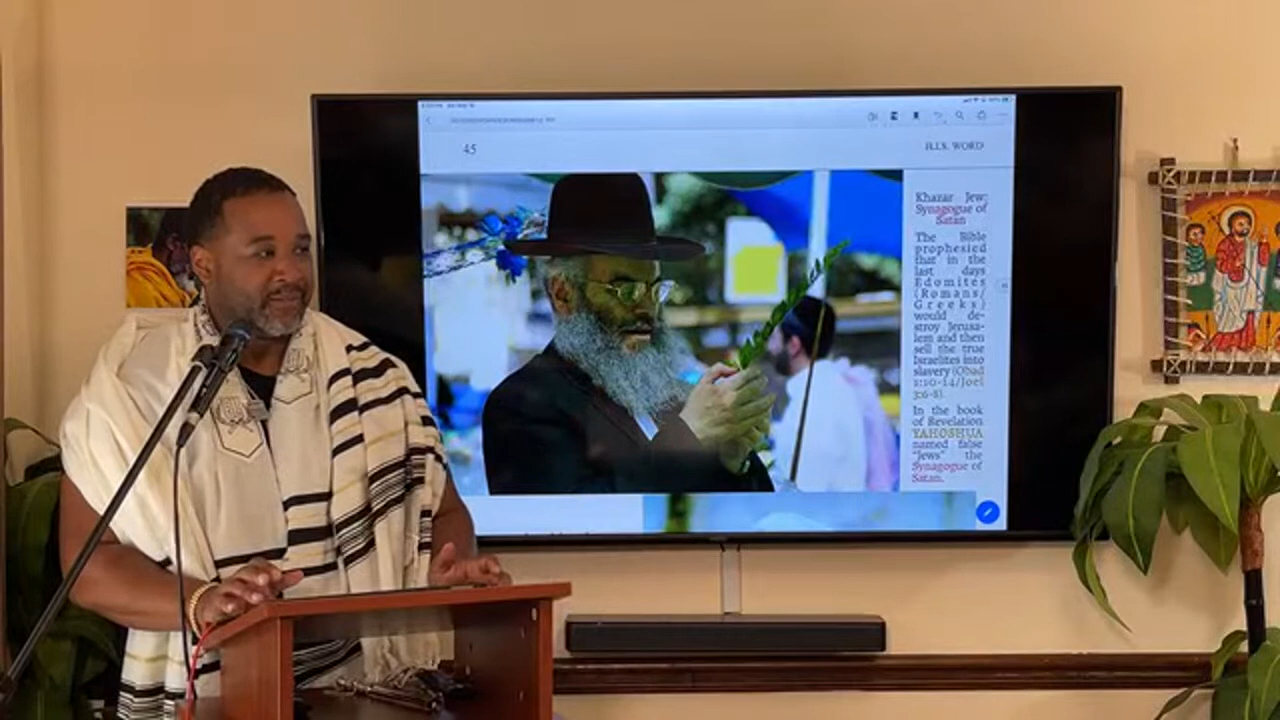 45
H.I.S. WORD
Khazar Jew:
Synagogue of
Satan
The Bible
prophesied
that in the
last days
Edomites
(Romans/
Greeks)
would de-
stroy Jerusa-
lem and then
sell the true
Israelites into
slavery (Obad
1:10-14/Joel
3:6-8).
In the book
of Revelation
YAHOSHUA
named false
"Jews" the
Synagogue of
Satan.